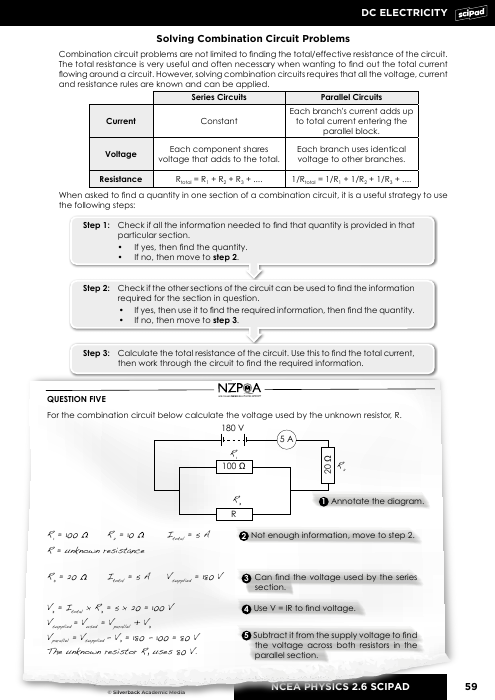 DC ELECTRICITY scipad
Solving Combination Circuit Problems
Combination circuit problems are not limited to finding the total/effective resistance of the circuit.
The total resistance is very useful and often necessary when wanting to find out the total current
flowing around a circuit. However, solving combination circuits requires that all the voltage, current
and resistance rules are known and can be applied.
Series Circuits Parallel Circuits
Current Constant Each branch's current adds up
to total current entering the
parallel block.
Voltage Each component shares
voltage that adds to the total. Each branch uses identical
voltage to other branches.
Resistance Rtotal = R1 + R2 + R3 + .... 1/Rtotal = 1/R1 + 1/R2 + 1/R3 + ....
When asked to find a quantity in one section of a combination circuit, it is a useful strategy to use
the following steps:
Step 1: Check if all the information needed to find that quantity is provided in that
particular section.
• If yes, then find the quantity.
• If no, then move to step 2.
Step 2: Check if the other sections of the circuit can be used to find the information
required for the section in question.
• If yes, then use it to find the required information, then find the quantity.
• If no, then move to step 3.
Step 3: Calculate the total resistance of the circuit. Use this to find the total current,
then work through the circuit to find the required information.
NZPQA
QUESTION FIVE
For the combination circuit below calculate the voltage used by the unknown resistor, R.
180 V
5 A
100 Ω
20 Ω
R
1 Annotate the diagram.
= 100 Ω = 10 Ω Itotal = 5 A
R = unknown resistance
2 Not enough information, move to step 2.
= 20 Ω Itotal = 5 A Vsupplied = 180 V
3 Can find the voltage used by the series
section.
= Itotal × = 5 × 20 = 100 V
4 Use V = IR to find voltage.
Vsupplied = Vused = Vparallel +
Vparallel = Vsupplied - = 180 - 100 = 80 V
The unknown resistor uses 80 V.
5 Subtract it from the supply voltage to find
the voltage across both resistors in the
parallel section.
© Silverback Academic Media
NCEA PHYSICS 2.6 SCIPAD 59